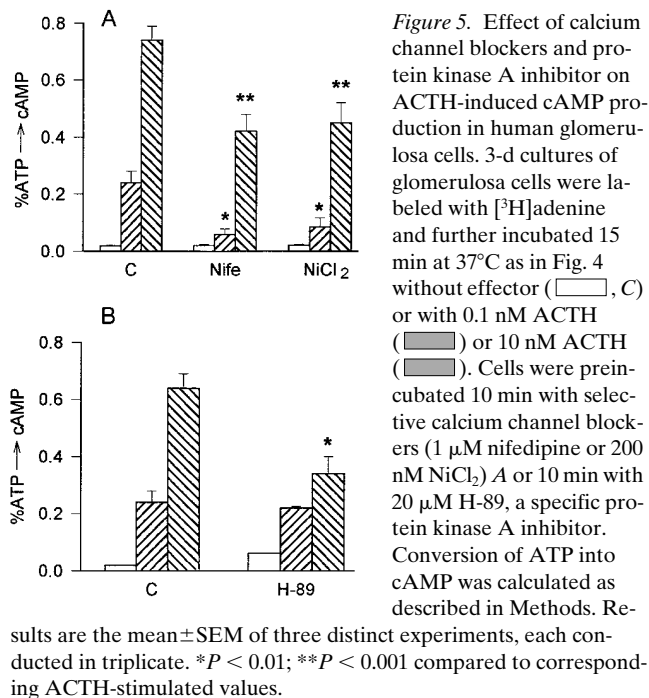 A
0.8
0.6
0.4
0.2
0.0
%ATP → cAMP
**
**
*
*
C
Nife
NiCl2
B
0.8
0.6
0.4
0.2
0.0
%ATP → cAMP
*
C
H-89
Figure 5. Effect of calcium
channel blockers and pro-
tein kinase A inhibitor on
ACTH-induced cAMP pro-
duction in human glomeru-
losa cells. 3-d cultures of
glomerulosa cells were la-
beled with [³H]adenine
and further incubated 15
min at 37°C as in Fig. 4
without effector (    , C)
or with 0.1 nM ACTH
(    ) or 10 nM ACTH
(    ). Cells were prein-
cubated 10 min with selec-
tive calcium channel block-
ers (1 μM nifedipine or 200
nM NiCl₂) A or 10 min with
20 μM H-89, a specific pro-
tein kinase A inhibitor.
Conversion of ATP into
cAMP was calculated as
described in Methods. Re-
sults are the mean±SEM of three distinct experiments, each con-
ducted in triplicate. *P < 0.01; **P < 0.001 compared to correspond-
ing ACTH-stimulated values.